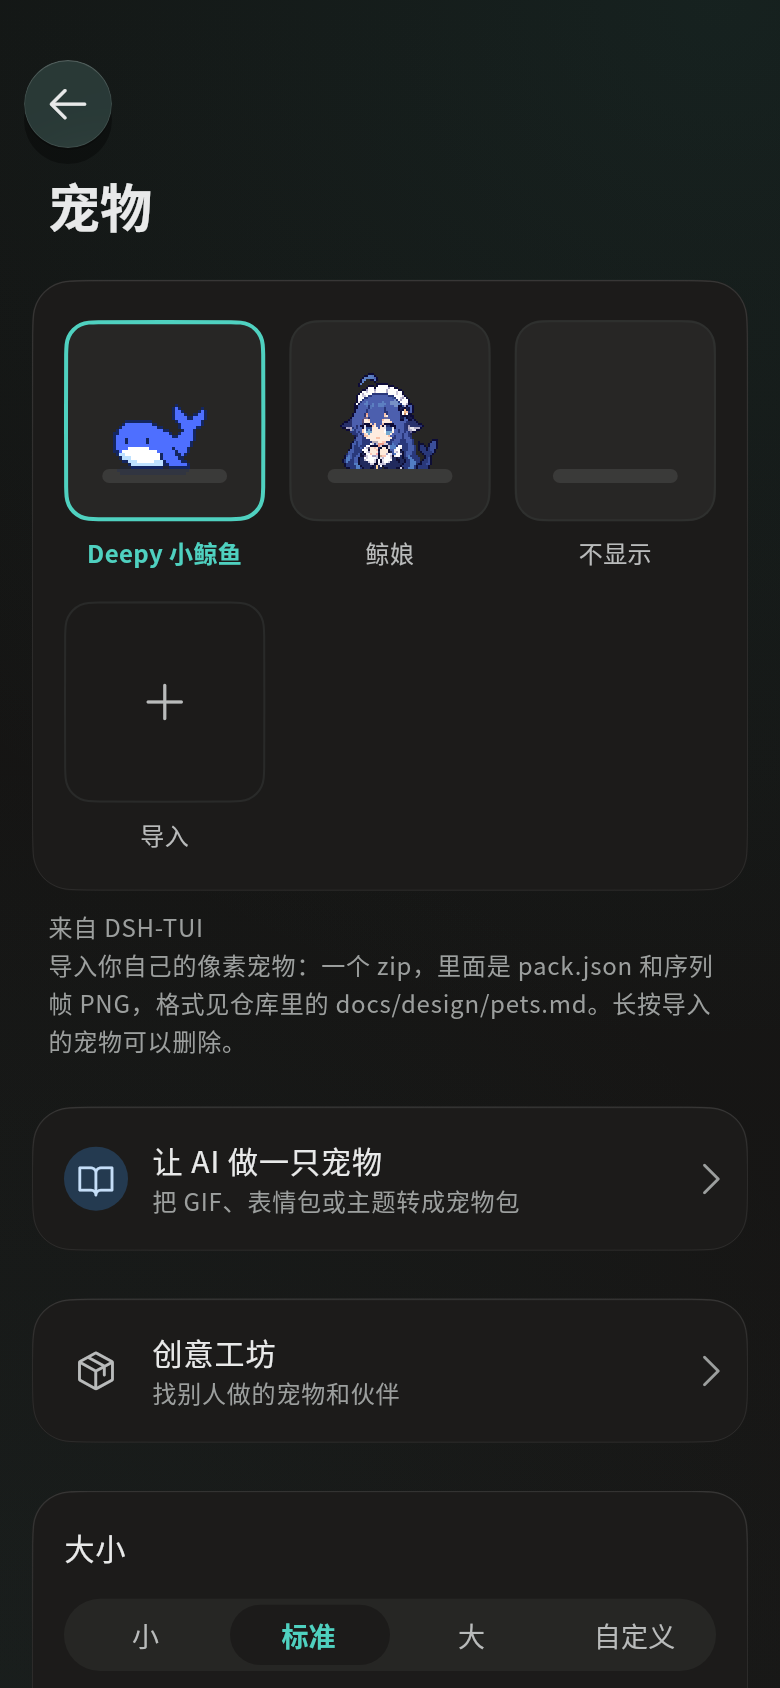 宠物
Deepy 小鲸鱼
鲸娘
不显示
导入
来自 DSH-TUI
导入你自己的像素宠物：一个 zip，里面是 pack.json 和序列
帧 PNG，格式见仓库里的 docs/design/pets.md。长按导入
的宠物可以删除。
让 AI 做一只宠物
把 GIF、表情包或主题转成宠物包
创意工坊
找别人做的宠物和伙伴
大小
小
标准
大
自定义